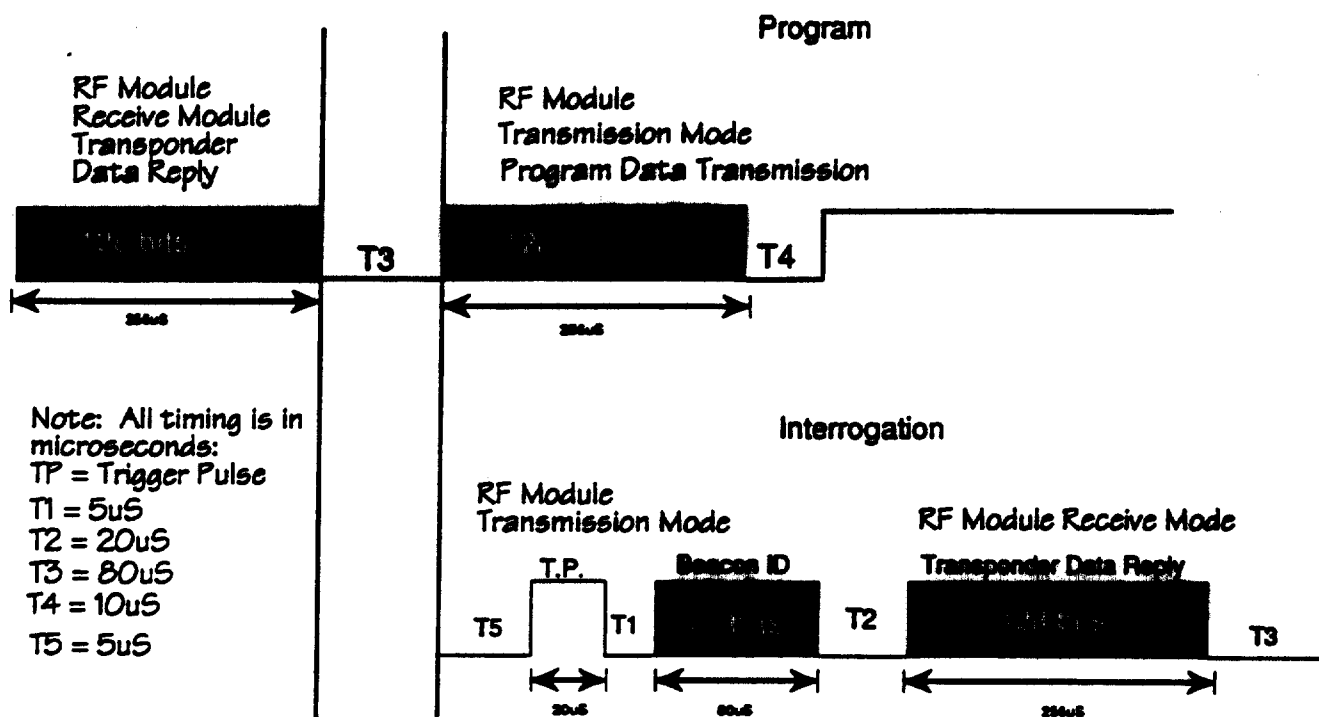 Program
RF Module
Receive Module
Transponder
Data Reply
RF Module
Transmission Mode
Program Data Transmission
T3
T4
Note: All timing is in
microseconds:
TP = Trigger Pulse
T1 = 5uS
T2 = 20uS
T3 = 80uS
T4 = 10uS
T5 = 5uS
Interrogation
RF Module
Transmission Mode
RF Module Receive Mode
T.P.
Beacon ID
Transponder Data Reply
T5
T1
T2
T3